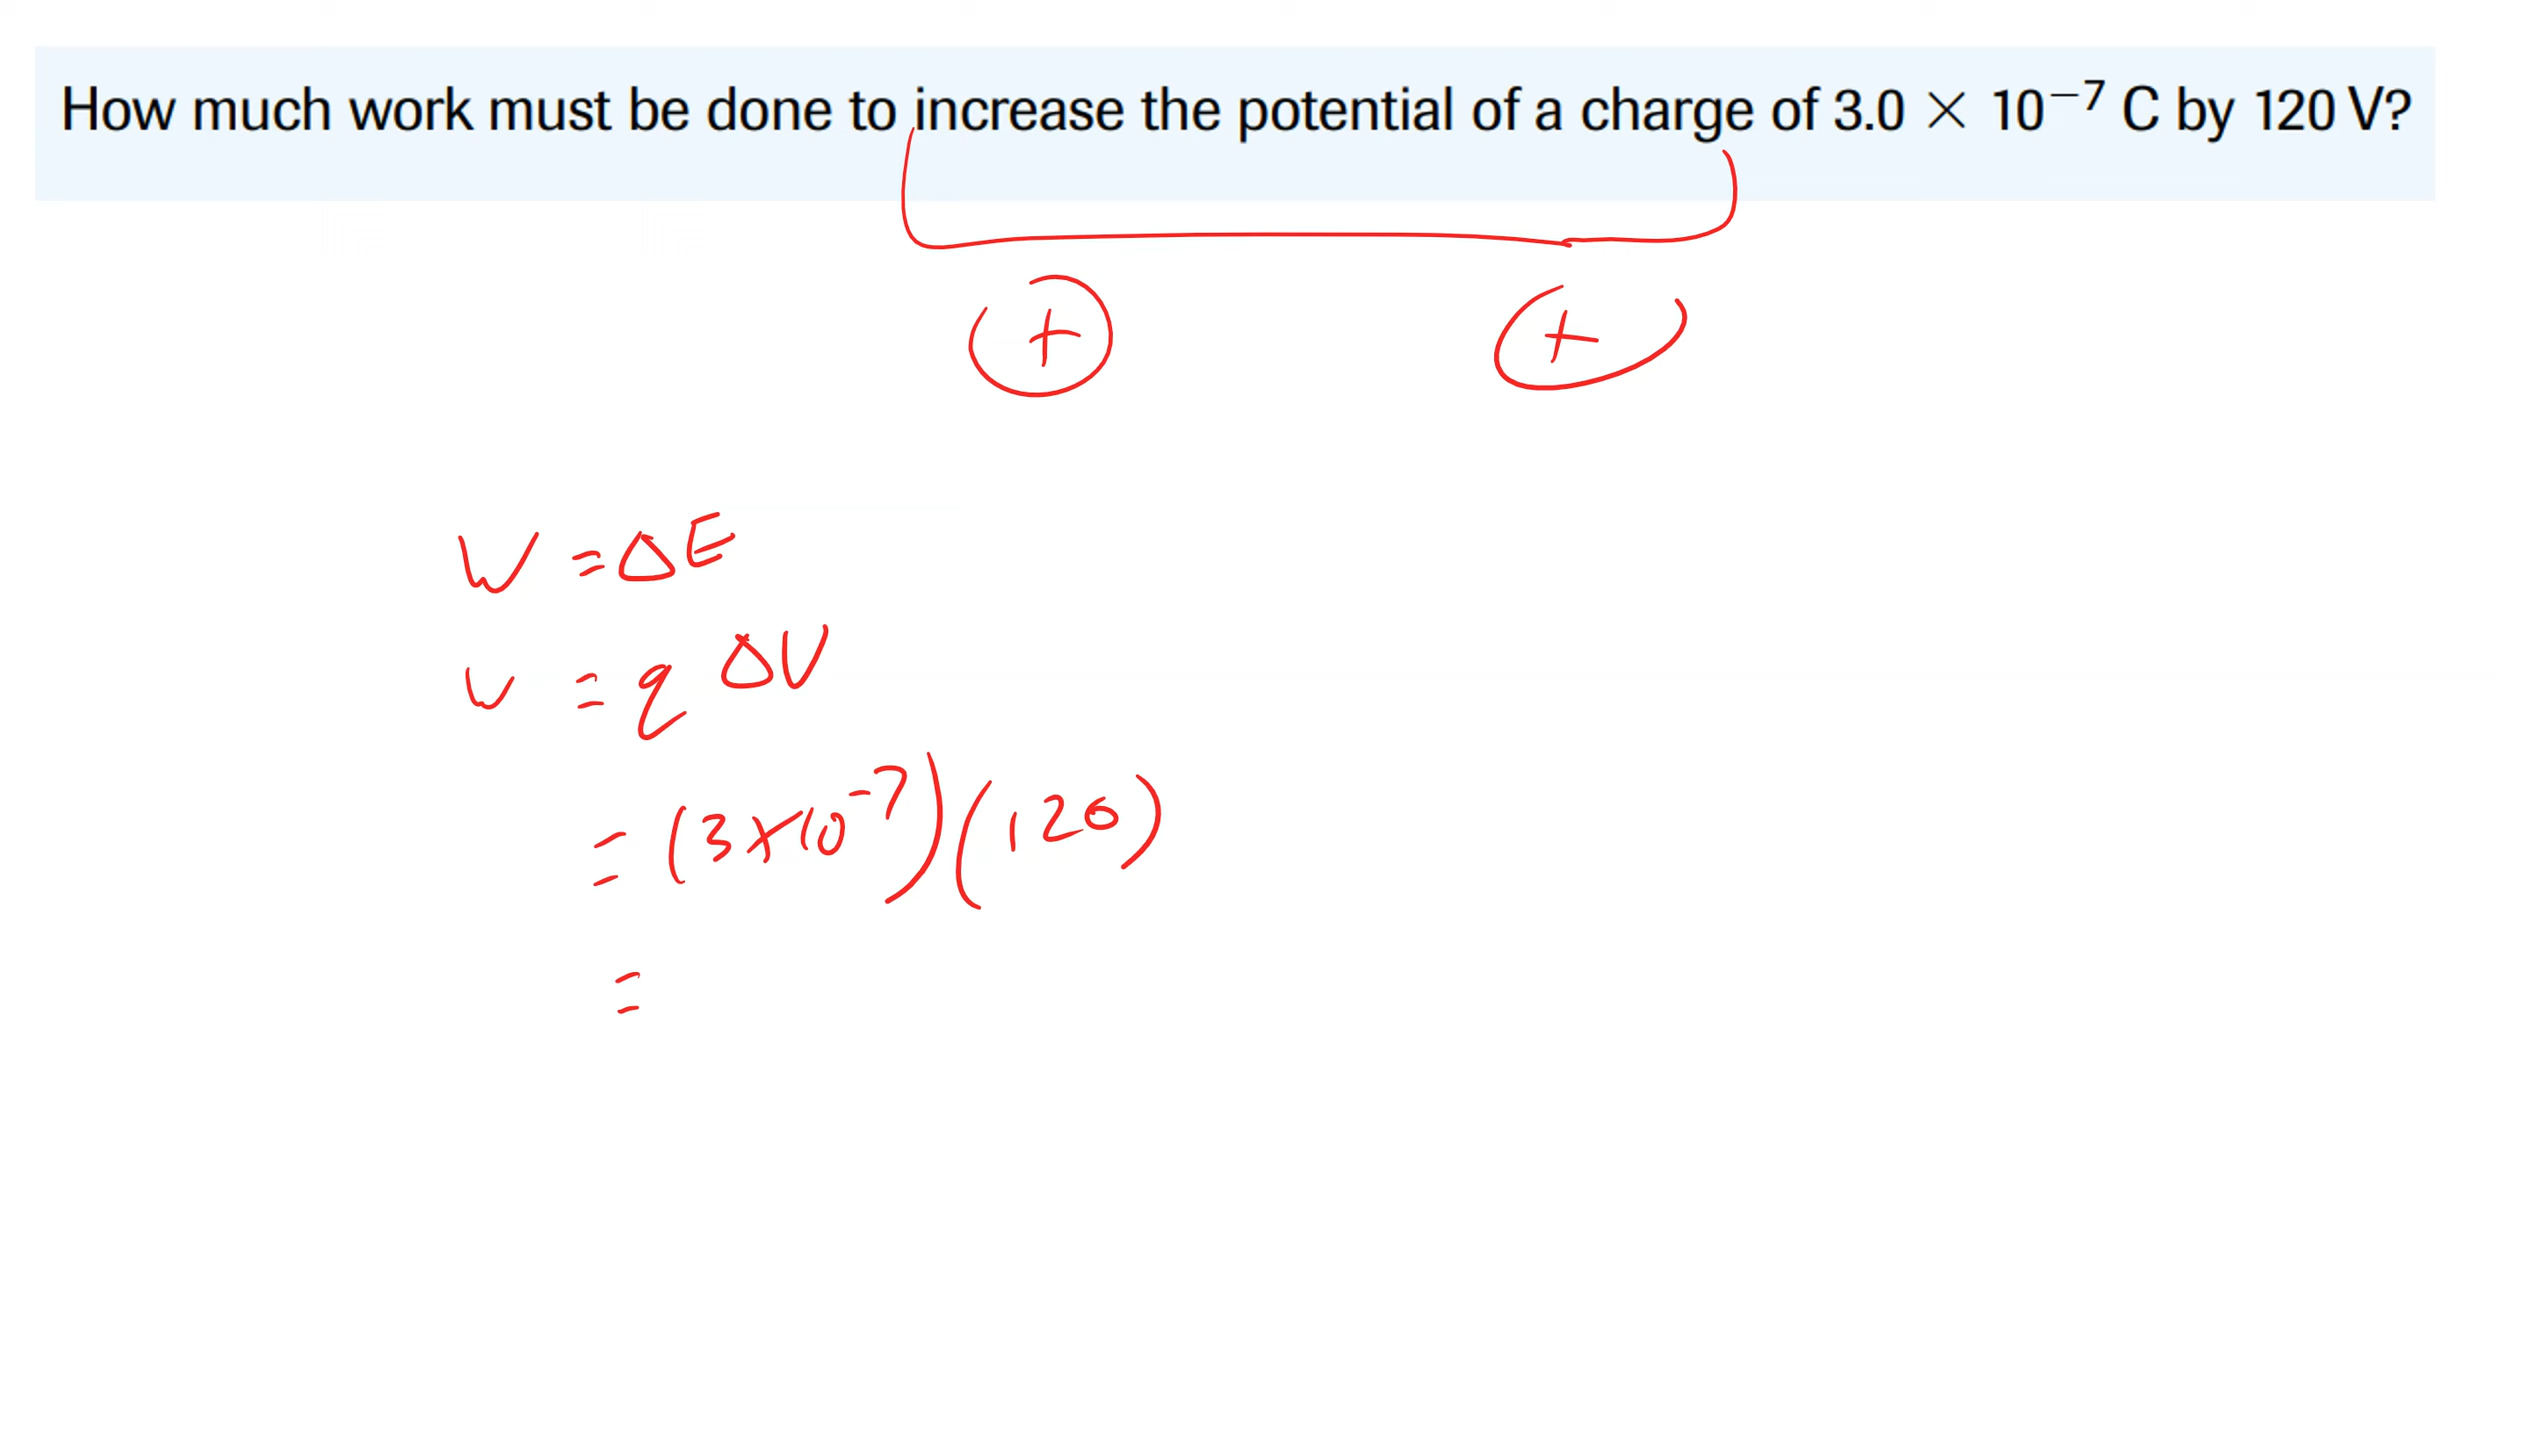 How much work must be done to increase the potential of a charge of 3.0 × 10⁻⁷ C by 120 V?
+ +
W = ΔE
W = q ΔV
= (3×10⁻⁷)(120)
=